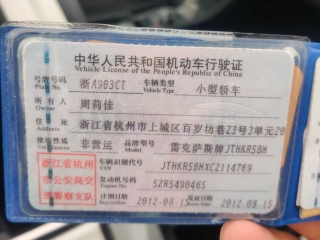 中华人民共和国机动车行驶证
Vehicle License of the People's Republic of China
号牌号码 Plate No. 浙A903CT 车辆类型 Vehicle Type 小型轿车
所有人 Owner 周莉佳
住址 浙江省杭州市上城区百岁坊巷23号3单元20
使用性质 非营运 品牌型号 Model 雷克萨斯牌JTHKR5BH
浙江省杭州
市公安局交
警察支队
车辆识别代号 VIN JTHKR5BHXC2114769
发动机号码 Engine No. 5ZR5490465
注册日期 2012-08-15 发证日期 2012-08-15